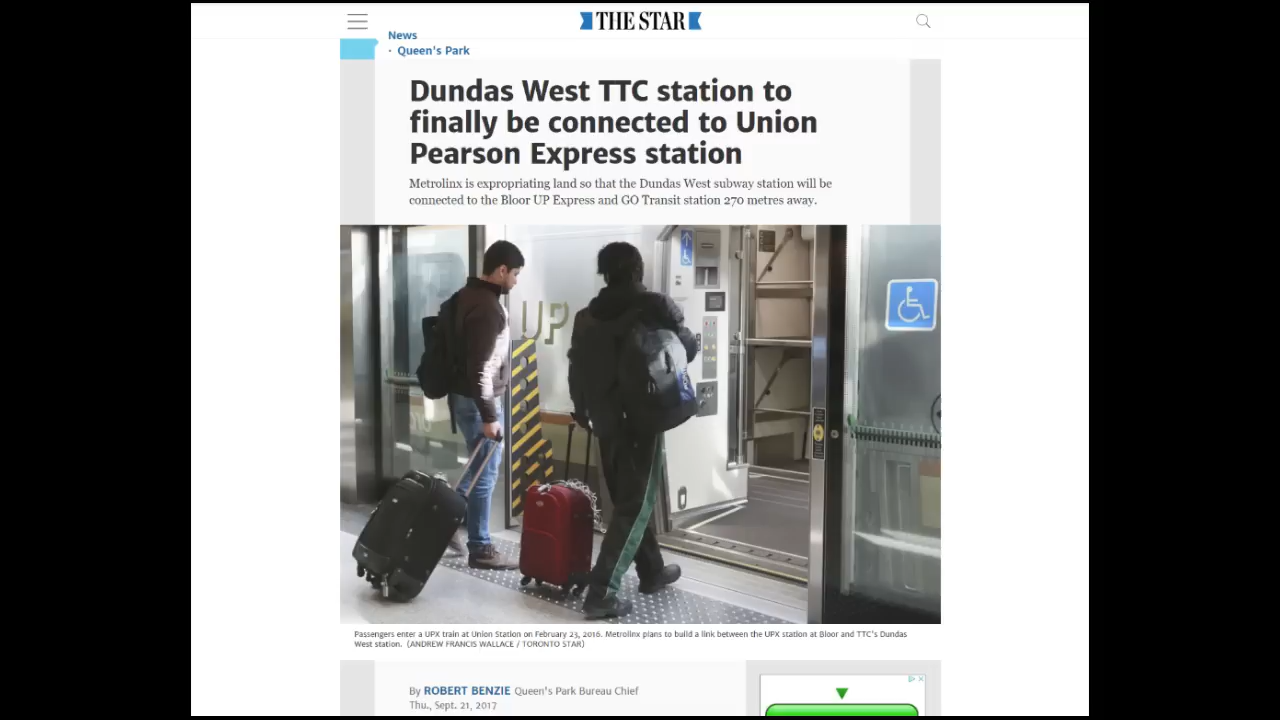 THE STAR
News
· Queen's Park
Dundas West TTC station to
finally be connected to Union
Pearson Express station
Metrolinx is expropriating land so that the Dundas West subway station will be
connected to the Bloor UP Express and GO Transit station 270 metres away.
UP
Passengers enter a UPX train at Union Station on February 23, 2016. Metrolinx plans to build a link between the UPX station at Bloor and TTC's Dundas
West station. (ANDREW FRANCIS WALLACE / TORONTO STAR)
By ROBERT BENZIE Queen's Park Bureau Chief
Thu., Sept. 21, 2017